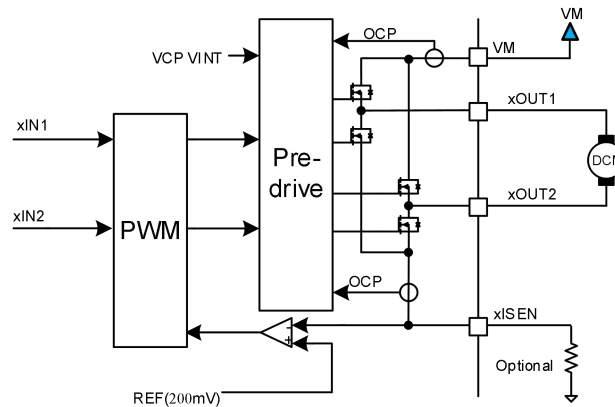 VM
OCP
VCP VINT
VM
xIN1
xOUT1
Pre-
drive
DCM
xIN2
PWM
xOUT2
OCP
xISEN
-
+
Optional
REF(200mV)